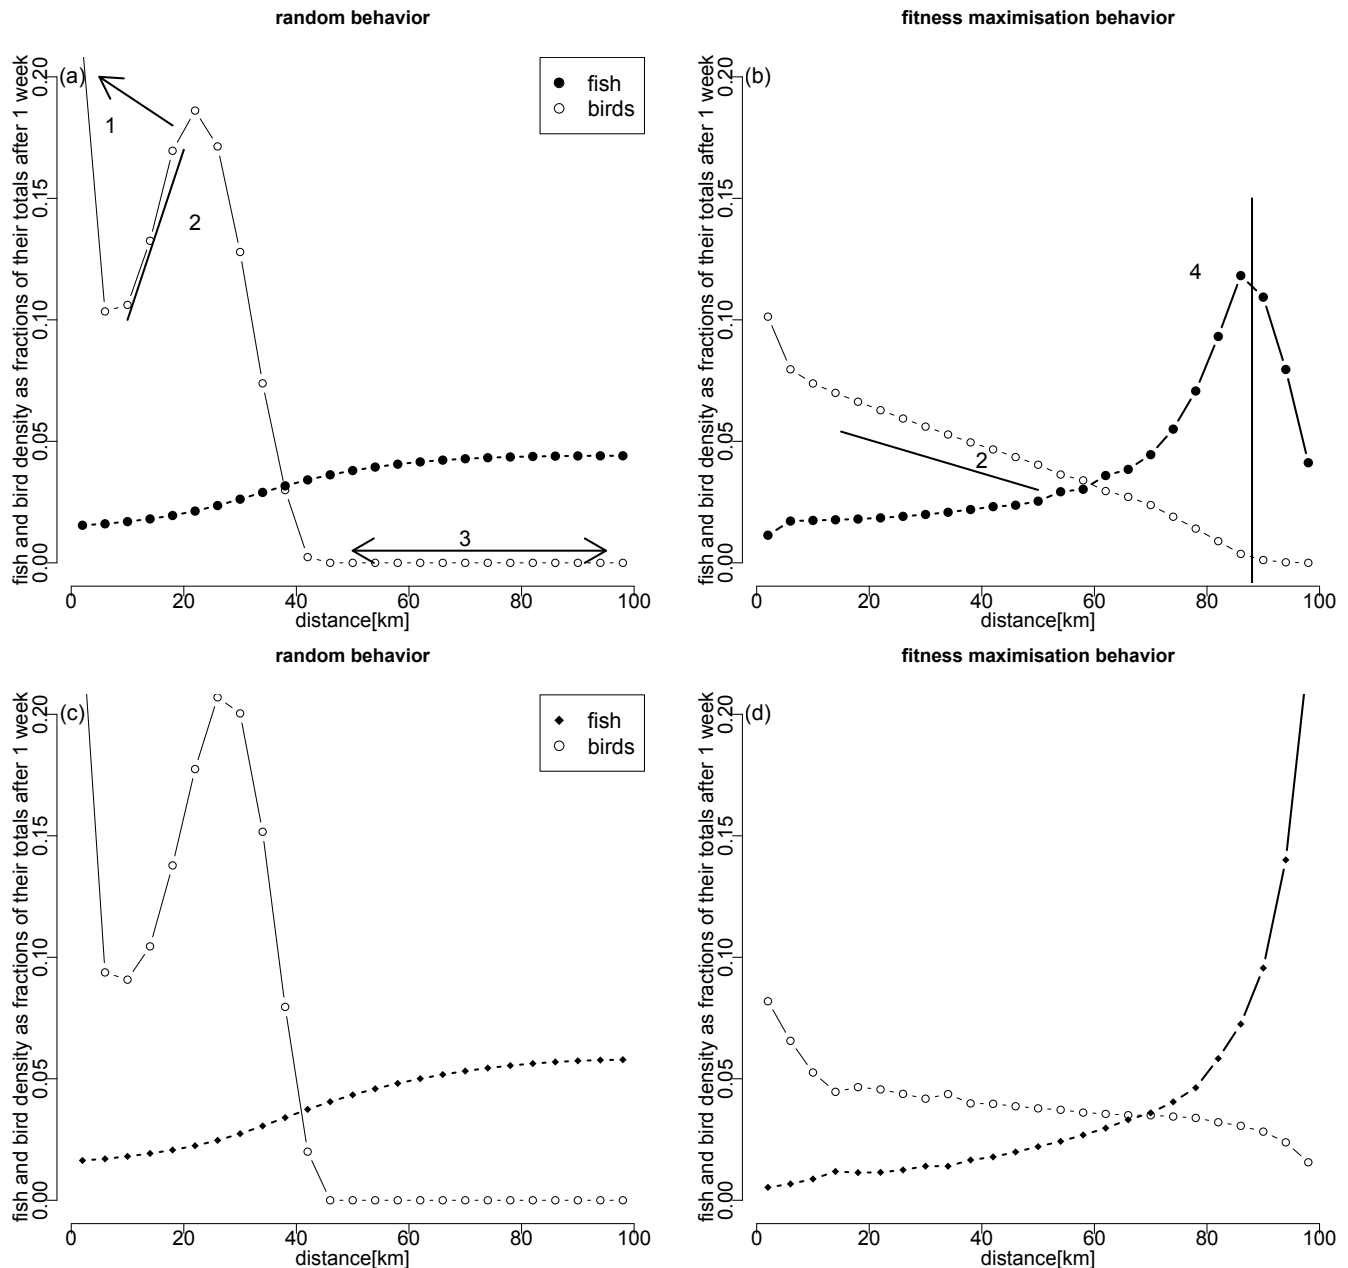 random behavior
fitness maximisation behavior
fish and bird density as fractions of their totals after 1 week
0.20
0.15
0.10
0.05
0.00
(a)
1
2
3
fish
birds
0 20 40 60 80 100
distance[km]
fish and bird density as fractions of their totals after 1 week
0.20
0.15
0.10
0.05
0.00
(b)
4
2
0 20 40 60 80 100
distance[km]
random behavior
fitness maximisation behavior
fish and bird density as fractions of their totals after 1 week
0.20
0.15
0.10
0.05
0.00
(c)
fish
birds
0 20 40 60 80 100
distance[km]
fish and bird density as fractions of their totals after 1 week
0.20
0.15
0.10
0.05
0.00
(d)
0 20 40 60 80 100
distance[km]